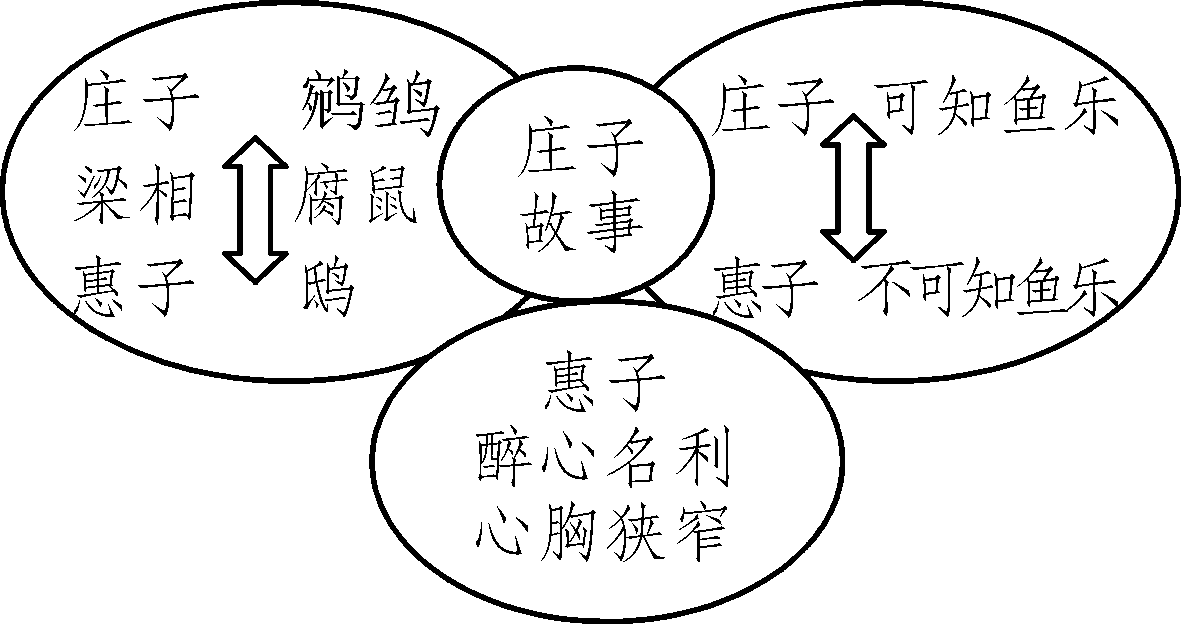 庄子 鹓鶵
梁相 腐鼠
惠子 鸱
庄子
故事
庄子 可知鱼乐
惠子 不可知鱼乐
惠子
醉心名利
心胸狭窄